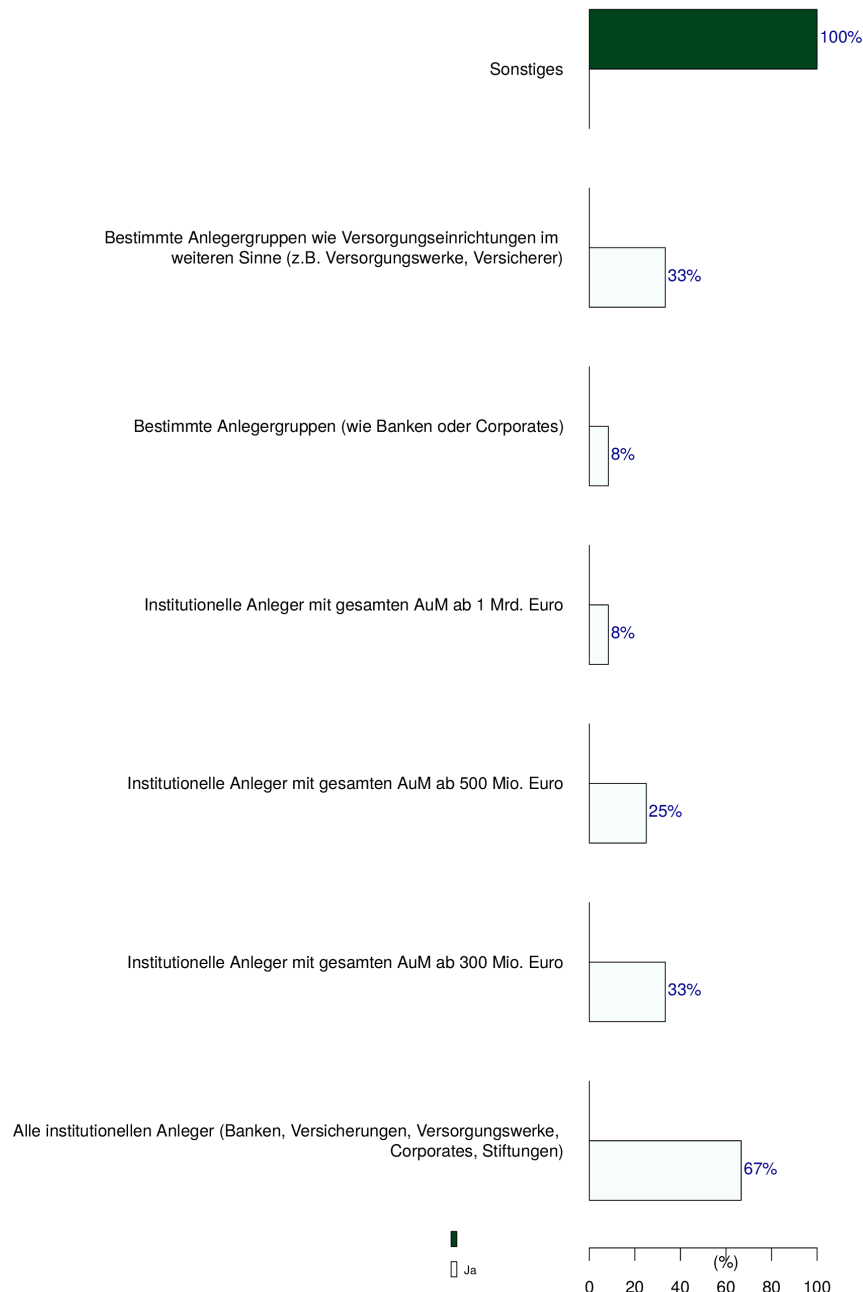 100%
Sonstiges
Bestimmte Anlegergruppen wie Versorgungseinrichtungen im
weiteren Sinne (z.B. Versorgungswerke, Versicherer)
33%
Bestimmte Anlegergruppen (wie Banken oder Corporates)
8%
Institutionelle Anleger mit gesamten AuM ab 1 Mrd. Euro
8%
Institutionelle Anleger mit gesamten AuM ab 500 Mio. Euro
25%
Institutionelle Anleger mit gesamten AuM ab 300 Mio. Euro
33%
Alle institutionellen Anleger (Banken, Versicherungen, Versorgungswerke,
Corporates, Stiftungen)
67%
Ja
(%)
0 20 40 60 80 100